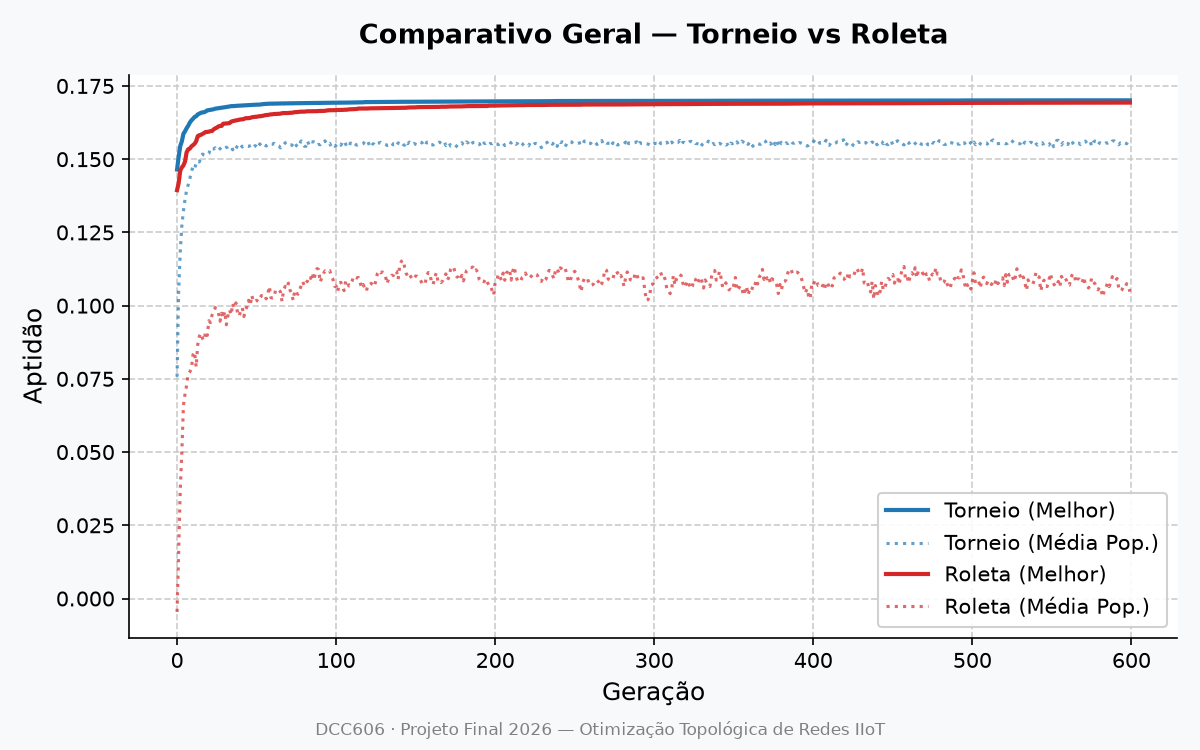 Comparativo Geral — Torneio vs Roleta
Aptidão
0.175
0.150
0.125
0.100
0.075
0.050
0.025
0.000
Torneio (Melhor)
Torneio (Média Pop.)
Roleta (Melhor)
Roleta (Média Pop.)
0 100 200 300 400 500 600
Geração
DCC606 · Projeto Final 2026 — Otimização Topológica de Redes IIoT